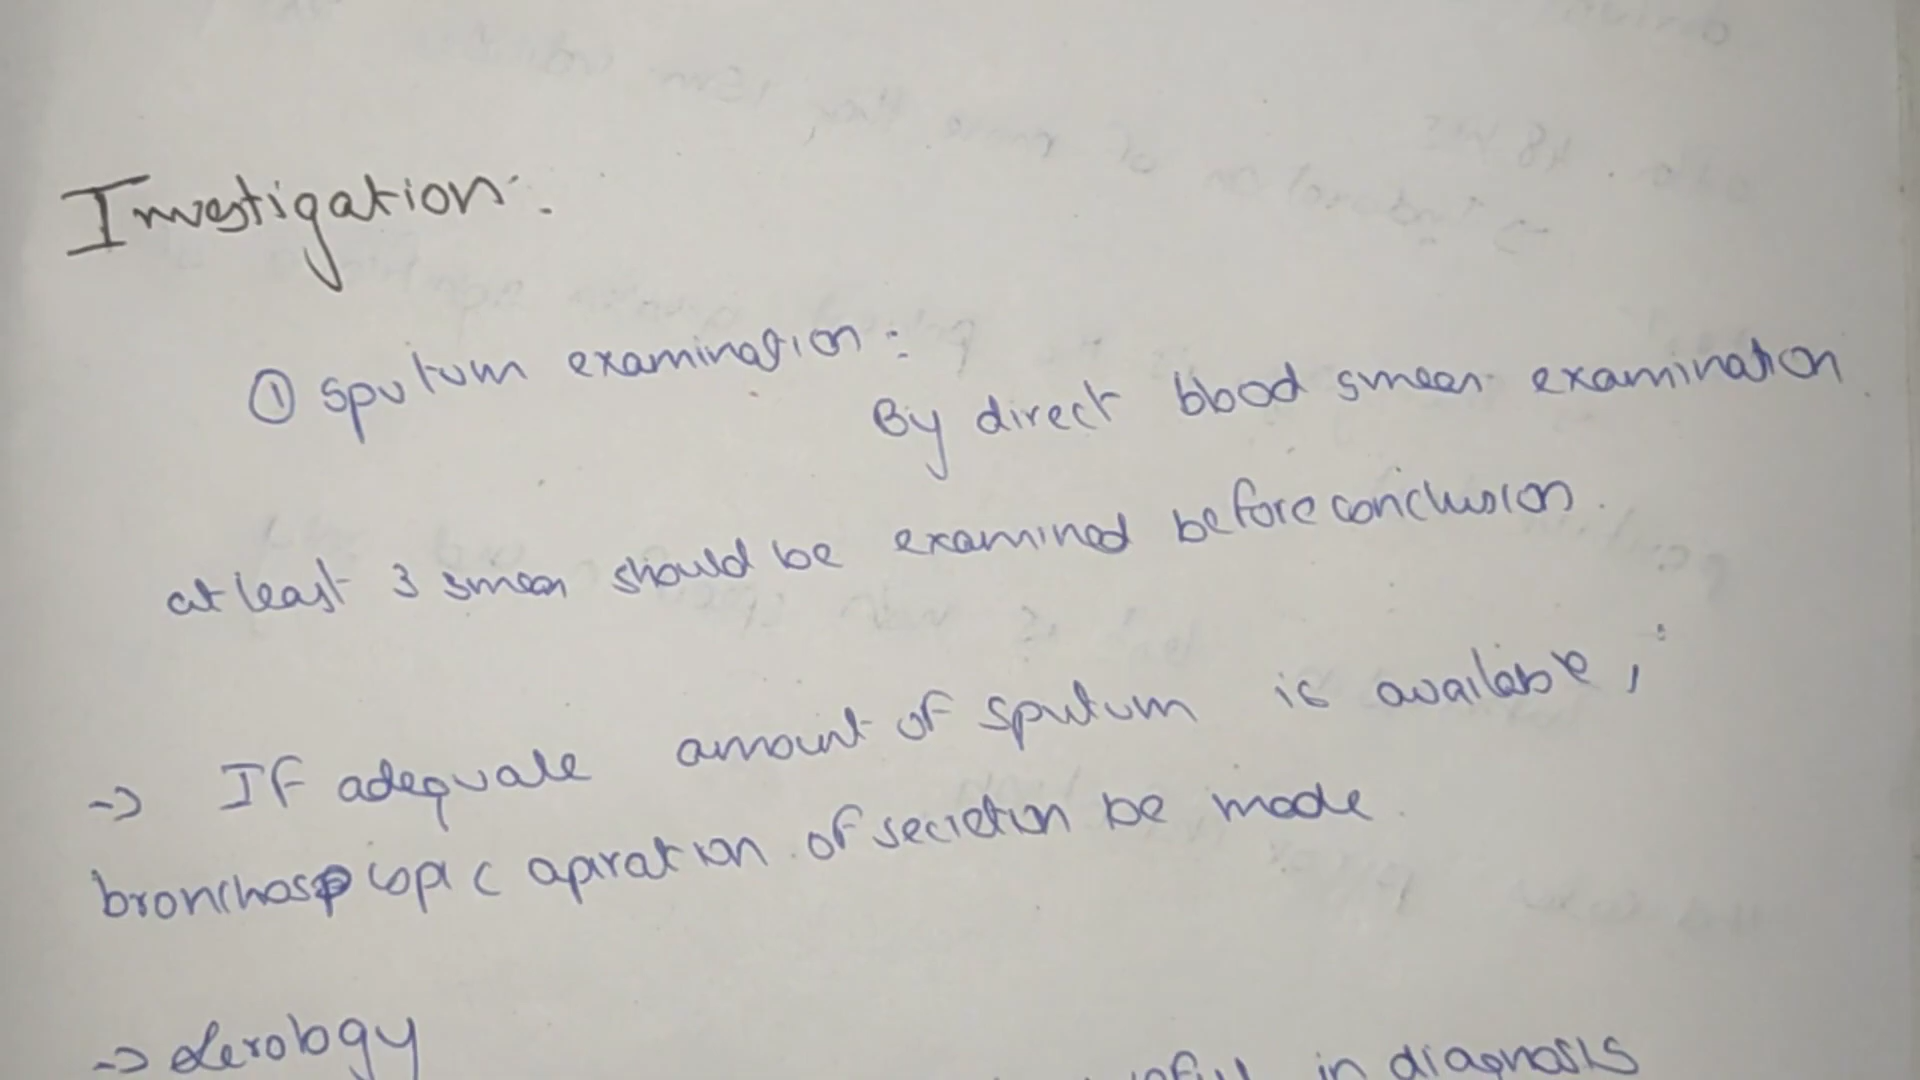 Investigation:
① sputum examination:
By direct blood smear examination
at least 3 smear should be examined before conclusion.
-> If adequate amount of sputum is available,
bronchoscopic apiration of secretion be made.
-> Serology
in diagnosis